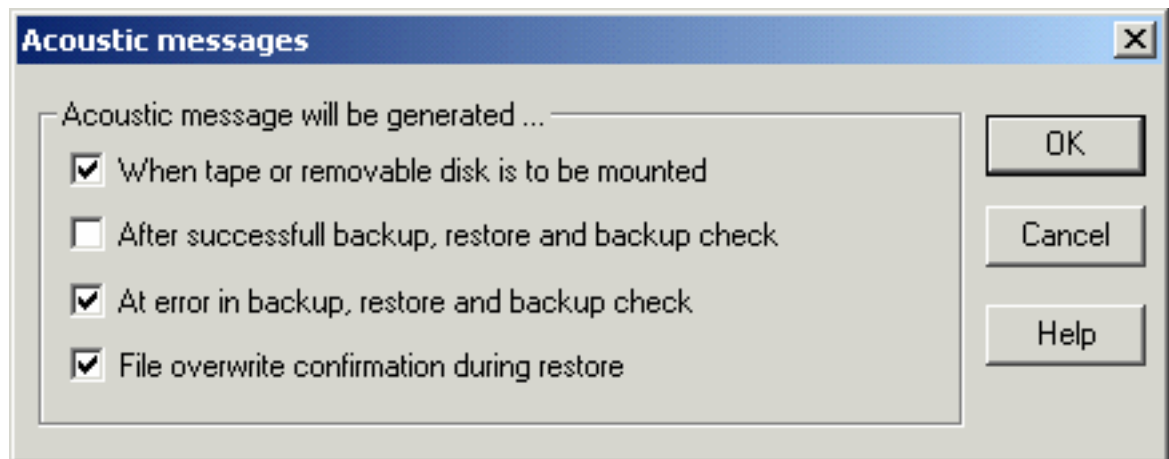 Acoustic messages
Acoustic message will be generated ...
When tape or removable disk is to be mounted
After successfull backup, restore and backup check
At error in backup, restore and backup check
File overwrite confirmation during restore
OK
Cancel
Help